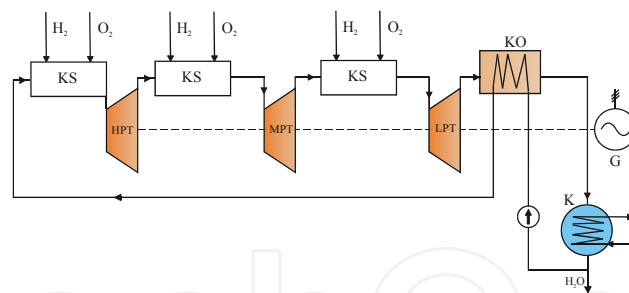 H₂ O₂ H₂ O₂ H₂ O₂
KS KS KS KO
HPT MPT LPT
G
K
H₂O